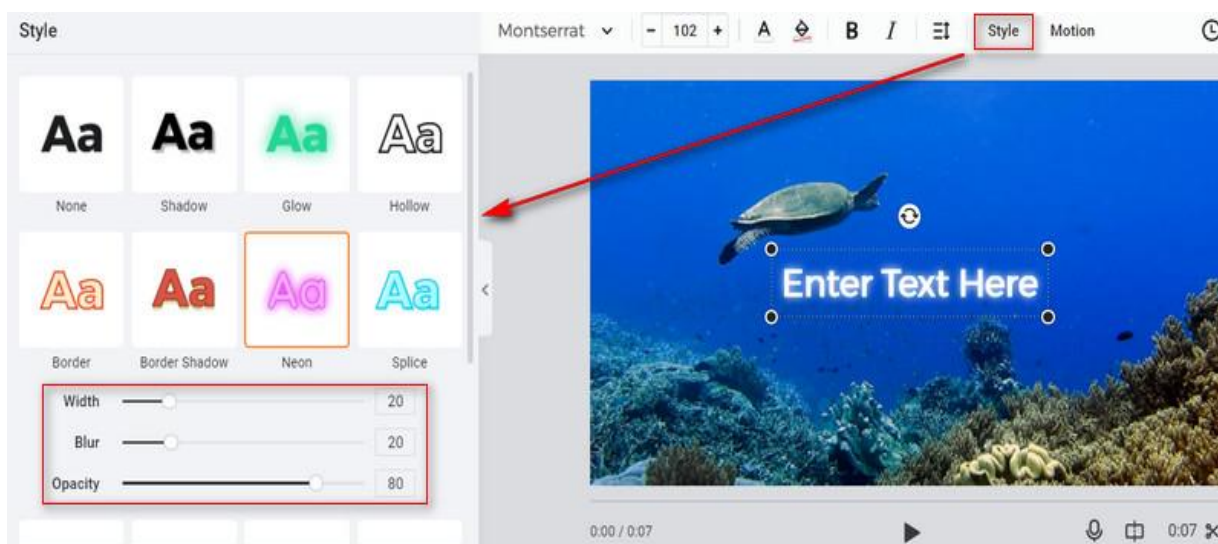 Style
Montserrat - 102 + A B I Style Motion
Aa Aa Aa Aa
None Shadow Glow Hollow
Aa Aa Aa Aa
Border Border Shadow Neon Splice
Width 20
Blur 20
Opacity 80
Enter Text Here
0:00 / 0:07 0:07